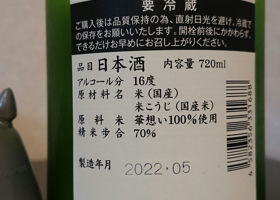 要冷蔵
ご購入後は品質保持の為、直射日光を避け、冷蔵
での保存をお願いいたします。開栓前後にかかわらず、
できるだけお早めにお召し上がりください。
品目 日本酒 内容量 720ml
アルコール分 16度
原材料名 米(国産)
米こうじ(国産米)
原料米 華想い100%使用
精米歩合 70%
製造年月 2022.05